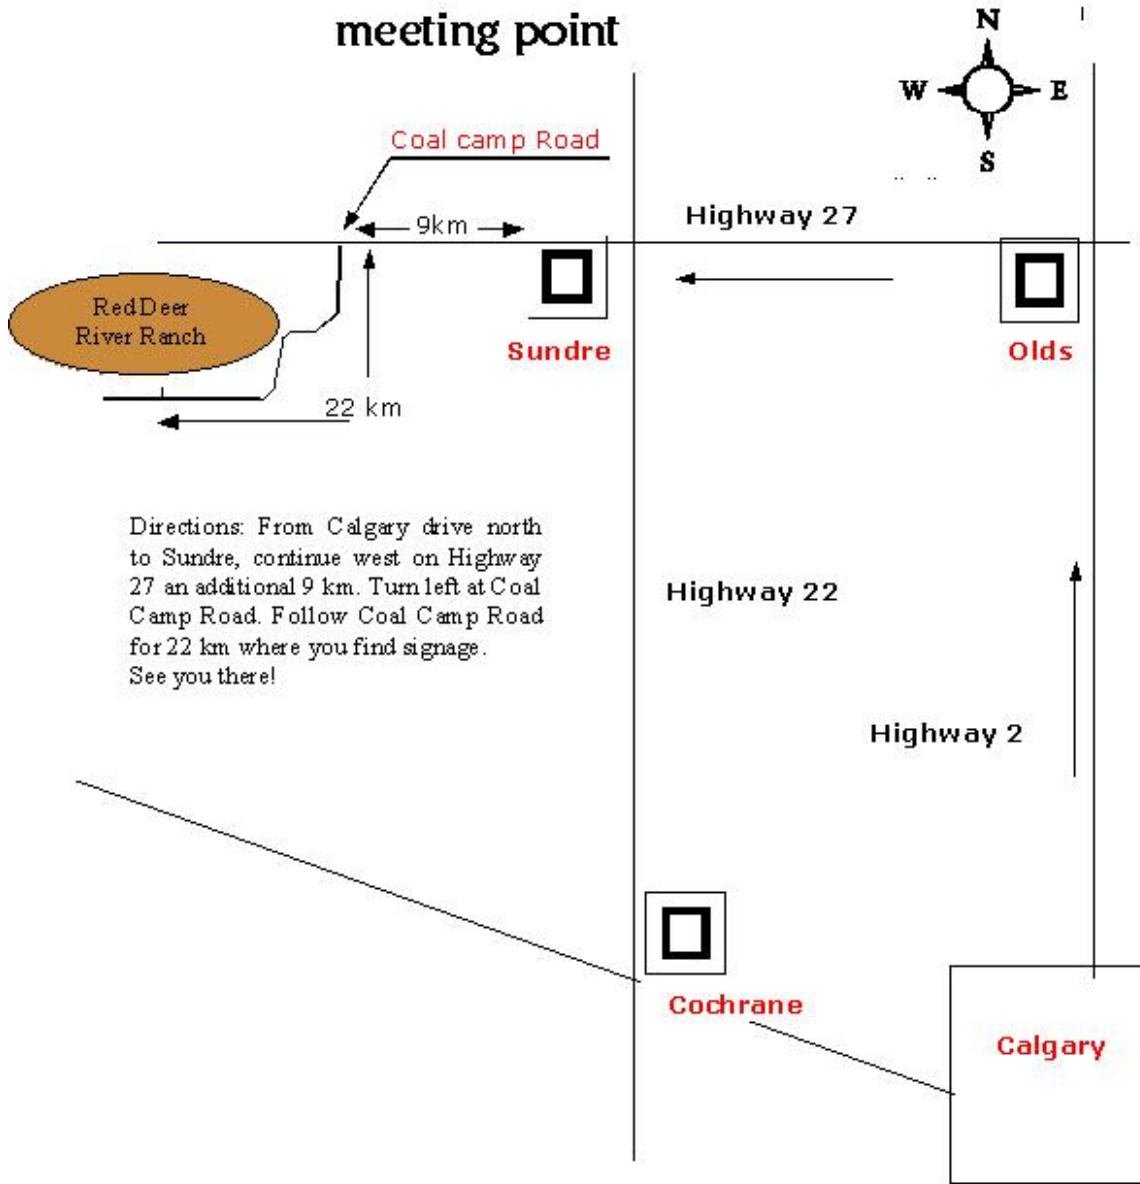 meeting point
N
W
E
S
Coal camp Road
9km
Highway 27
Red Deer
River Ranch
Sundre
Olds
22 km
Directions: From Calgary drive north
to Sundre, continue west on Highway
27 an additional 9 km. Turn left at Coal
Camp Road. Follow Coal Camp Road
for 22 km where you find signage.
See you there!
Highway 22
Highway 2
Cochrane
Calgary